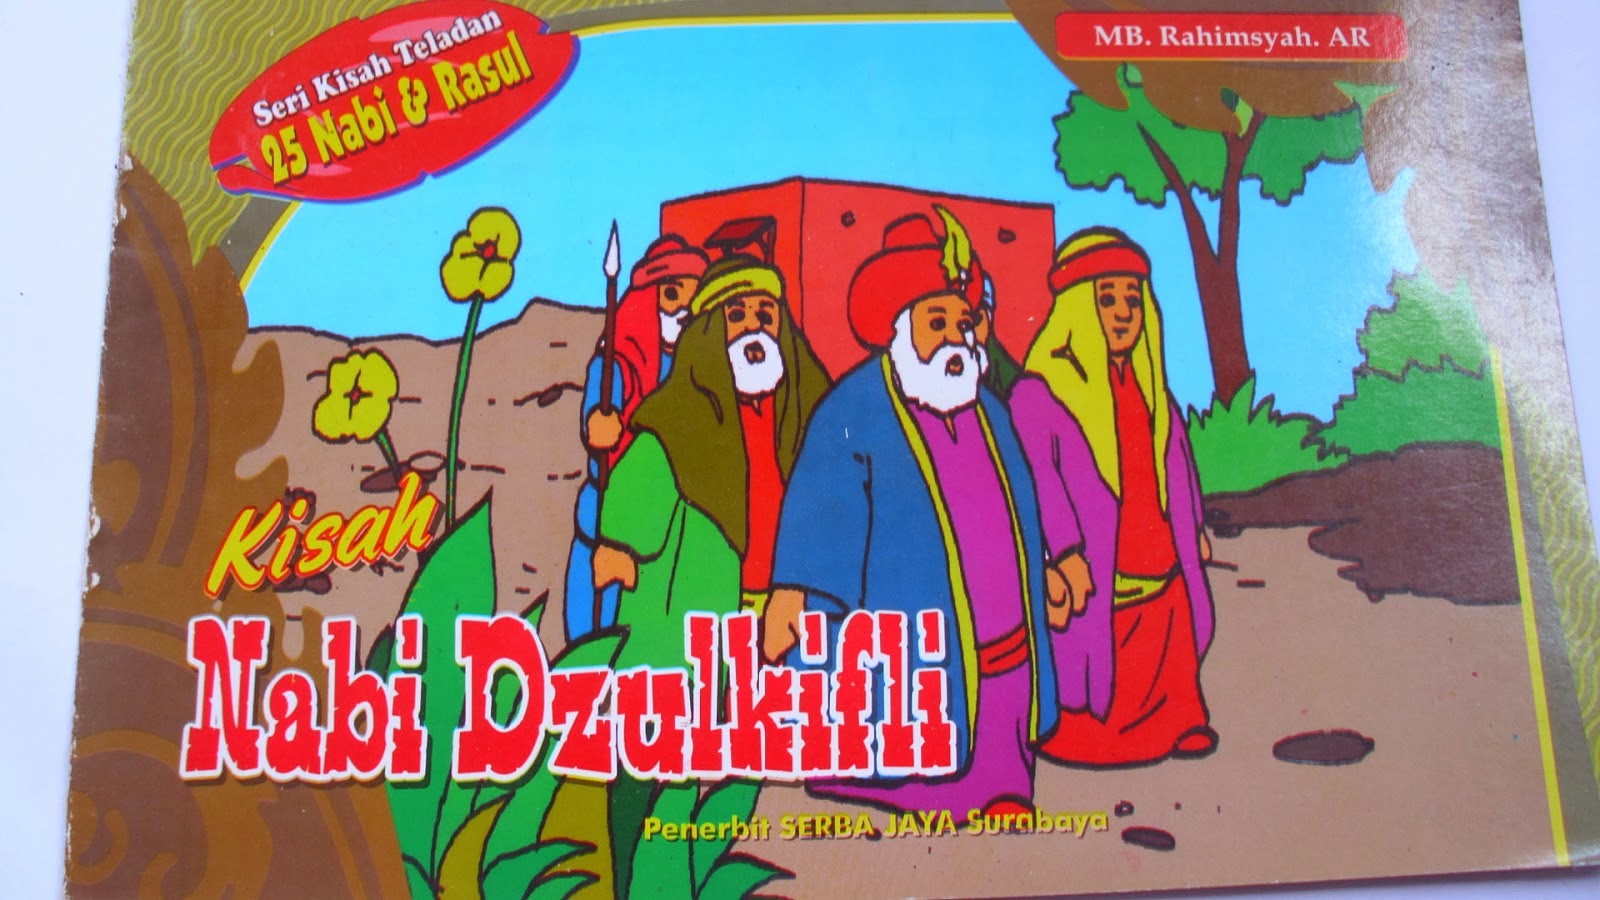 Seri Kisah Teladan
25 Nabi & Rasul
MB. Rahimsyah. AR
Kisah
Nabi Dzulkifli
Penerbit SERBA JAYA Surabaya